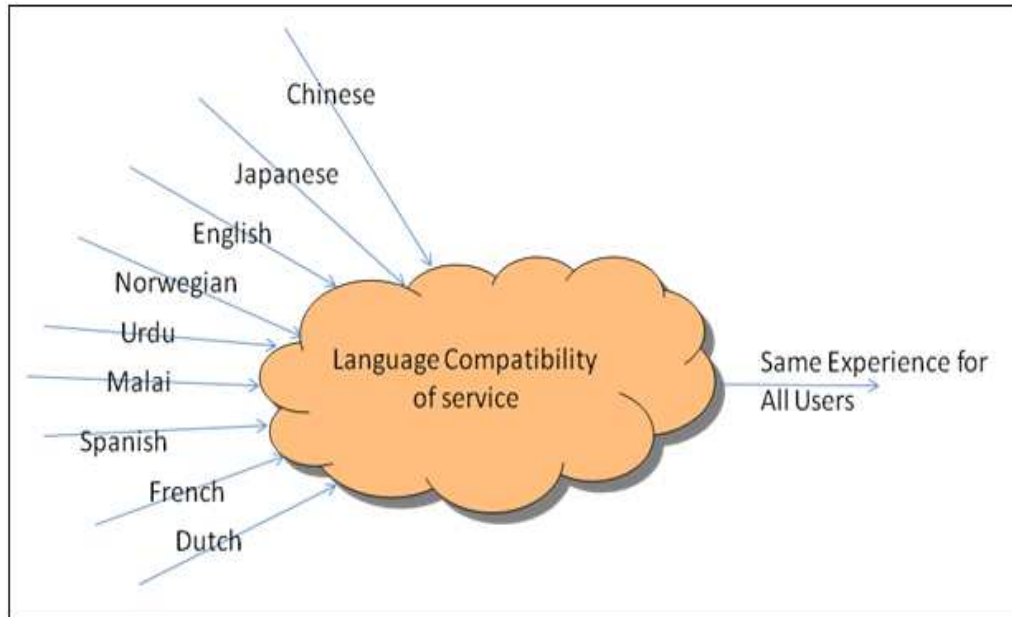 Chinese
Japanese
English
Norwegian
Urdu
Malai
Spanish
French
Dutch
Language Compatibility
of service
Same Experience for
All Users